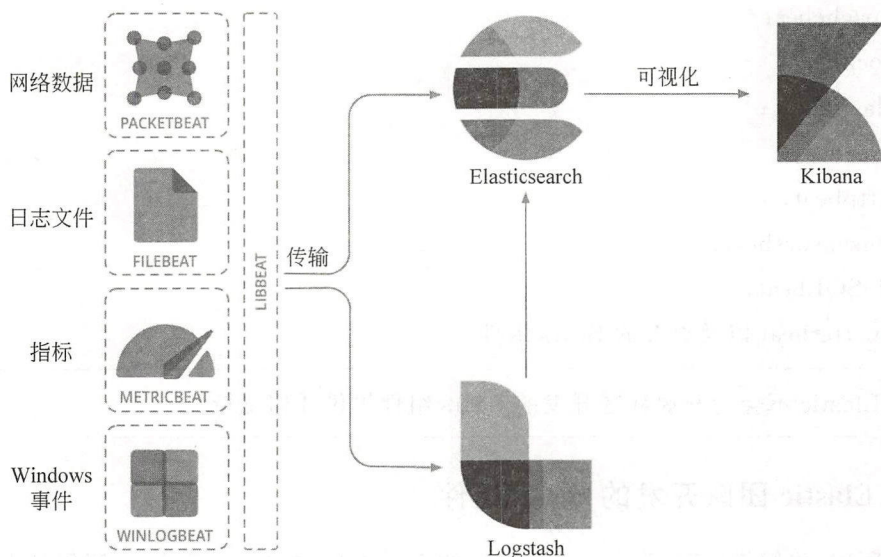 网络数据
PACKETBEAT
日志文件
FILEBEAT
指标
METRICBEAT
Windows
事件
WINLOGBEAT
LIBBEAT
传输
Elasticsearch
可视化
Kibana
Logstash